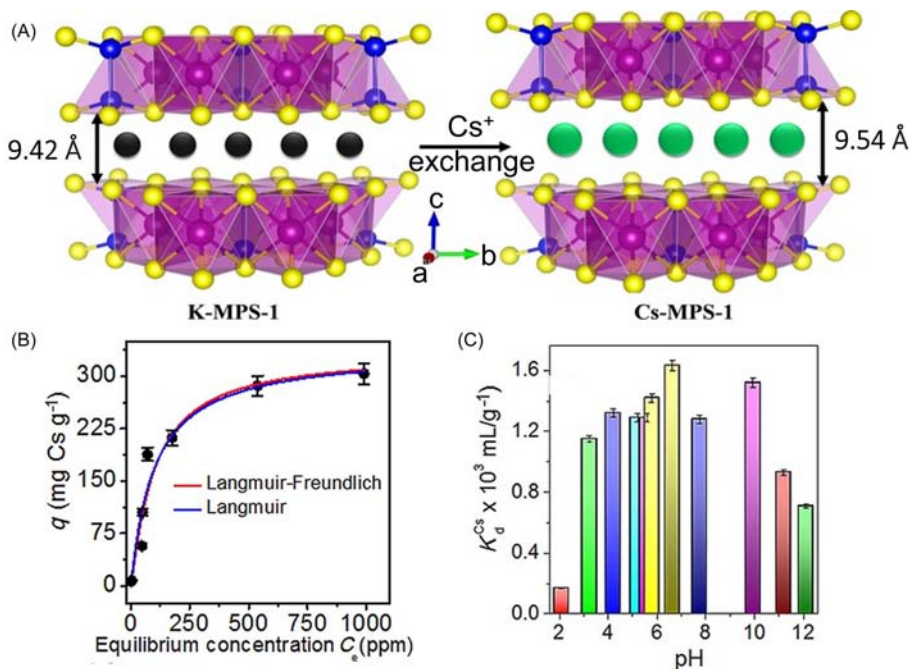 (A)
9.42 Å
Cs⁺
exchange
9.54 Å
c
b
a
K-MPS-1
Cs-MPS-1
(B)
300
225
150
75
0
q (mg Cs g⁻¹)
Langmuir-Freundlich
Langmuir
0 250 500 750 1000
Equilibrium concentration Cₑ(ppm)
(C)
1.6
1.2
0.8
0.4
0.0
K_d^Cs x 10³ mL/g⁻¹
2 4 6 8 10 12
pH